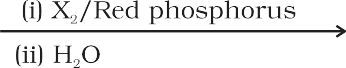 (i) X₂/Red phosphorus
(ii) H₂O